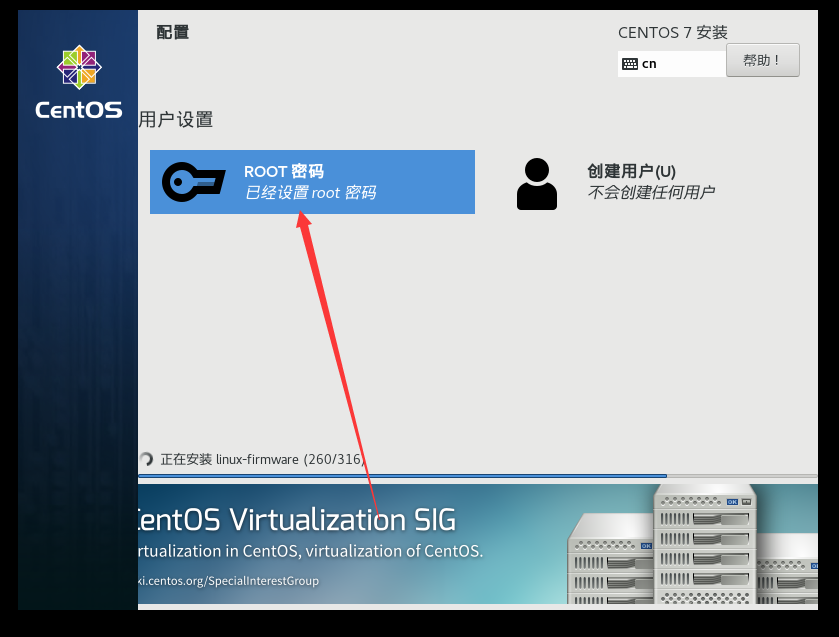 配置
CENTOS 7 安装
cn
帮助！
CentOS
用户设置
ROOT 密码
已经设置 root 密码
创建用户(U)
不会创建任何用户
正在安装 linux-firmware (260/316)
CentOS Virtualization SIG
rtualization in CentOS, virtualization of CentOS.
ki.centos.org/SpecialInterestGroup
OK
OK